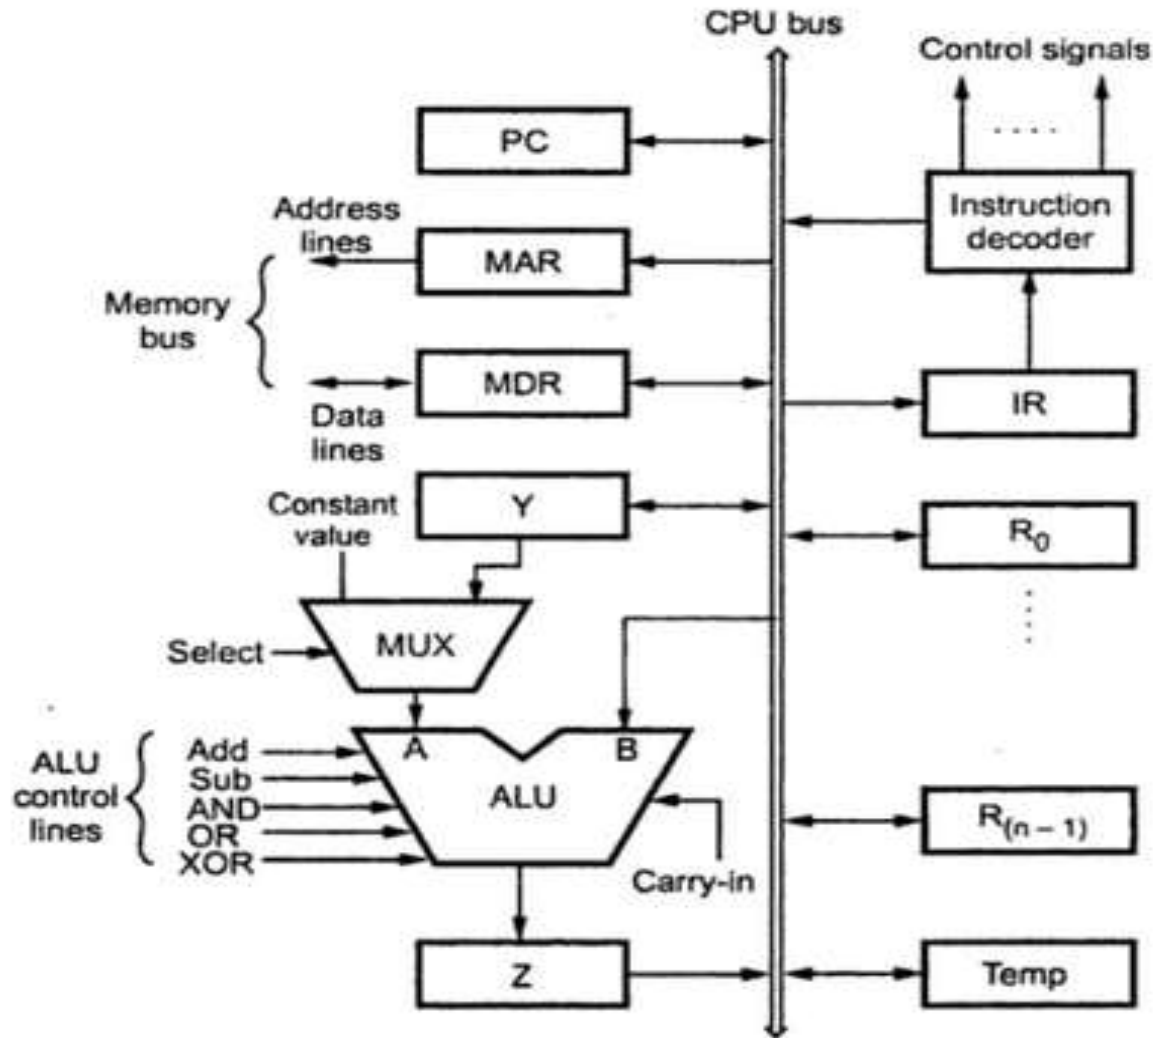 CPU bus
Control signals
PC
Instruction
decoder
Address
lines
MAR
Memory
bus
MDR
IR
Data
lines
Constant
value
Y
R0
MUX
Select
A
B
ALU
control
lines
Add
Sub
AND
OR
XOR
ALU
R(n – 1)
Carry-in
Z
Temp